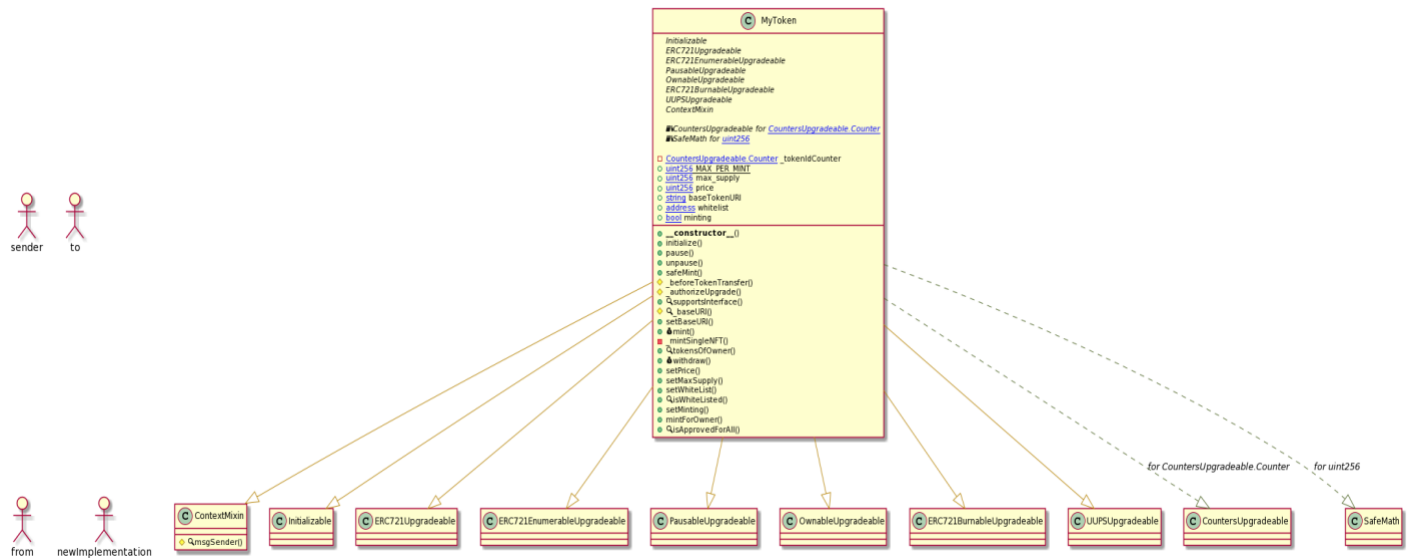 C MyToken
Initializable
ERC721Upgradeable
ERC721EnumerableUpgradeable
PausableUpgradeable
OwnableUpgradeable
ERC721BurnableUpgradeable
UUPSUpgradeable
ContextMixin
CountersUpgradeable for CountersUpgradeable.Counter
SafeMath for uint256
CountersUpgradeable.Counter _tokenIdCounter
uint256 MAX_PER_MINT
uint256 max_supply
uint256 price
string baseTokenURI
address whitelist
bool minting
__constructor__()
initialize()
pause()
unpause()
safeMint()
_beforeTokenTransfer()
_authorizeUpgrade()
supportsInterface()
_baseURI()
setBaseURI()
mint()
_mintSingleNFT()
tokensOfOwner()
withdraw()
setPrice()
setMaxSupply()
setWhiteList()
isWhiteListed()
setMinting()
mintForOwner()
isApprovedForAll()
sender
to
for CountersUpgradeable.Counter
for uint256
from
newImplementation
C ContextMixin
msgSender()
C Initializable
C ERC721Upgradeable
C ERC721EnumerableUpgradeable
C PausableUpgradeable
C OwnableUpgradeable
C ERC721BurnableUpgradeable
C UUPSUpgradeable
C CountersUpgradeable
C SafeMath